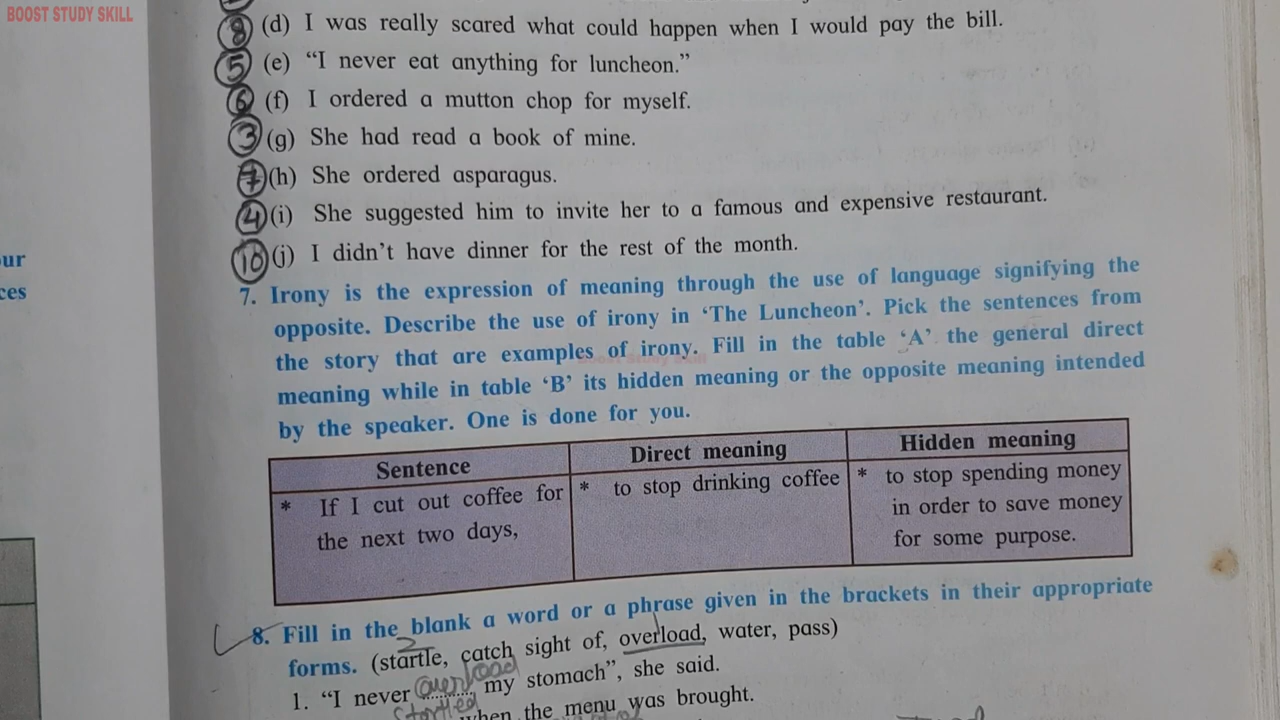 BOOST STUDY SKILL
8 (d) I was really scared what could happen when I would pay the bill.
5 (e) “I never eat anything for luncheon.”
6 (f) I ordered a mutton chop for myself.
3 (g) She had read a book of mine.
7 (h) She ordered asparagus.
4 (i) She suggested him to invite her to a famous and expensive restaurant.
10 (j) I didn’t have dinner for the rest of the month.
our
ces
7. Irony is the expression of meaning through the use of language signifying the
opposite. Describe the use of irony in ‘The Luncheon’. Pick the sentences from
the story that are examples of irony. Fill in the table ‘A’ the general direct
meaning while in table ‘B’ its hidden meaning or the opposite meaning intended
by the speaker. One is done for you.
Boost Study Skill
Sentence Direct meaning Hidden meaning
* If I cut out coffee for * to stop drinking coffee * to stop spending money
the next two days, in order to save money
for some purpose.
8. Fill in the blank a word or a phrase given in the brackets in their appropriate
forms. (startle, catch sight of, overload, water, pass)
2
1. “I never overload my stomach”, she said.
startled when the menu was brought.